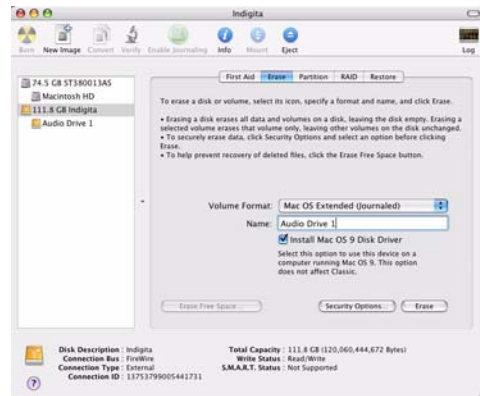 Indigita
Burn New Image Convert Verify Enable Journaling Info Mount Eject Log
74.5 GB ST380013AS
Macintosh HD
111.8 GB Indigita
Audio Drive 1
First Aid Erase Partition RAID Restore
To erase a disk or volume, select its icon, specify a format and name, and click Erase.
• Erasing a disk erases all data and volumes on a disk, leaving the disk empty. Erasing a
selected volume erases that volume only, leaving other volumes on the disk unchanged.
• To securely erase data, click Security Options and select an option before clicking
Erase.
• To help prevent recovery of deleted files, click the Erase Free Space button.
Volume Format: Mac OS Extended (Journaled)
Name: Audio Drive 1
Install Mac OS 9 Disk Driver
Select this option to use this device on a
computer running Mac OS 9. This option
does not affect Classic.
Erase Free Space... Security Options... Erase
Disk Description : Indigita
Connection Bus : FireWire
Connection Type : External
Connection ID : 13753799005441731
Total Capacity : 111.8 GB (120,060,444,672 Bytes)
Write Status : Read/Write
S.M.A.R.T. Status : Not Supported
?